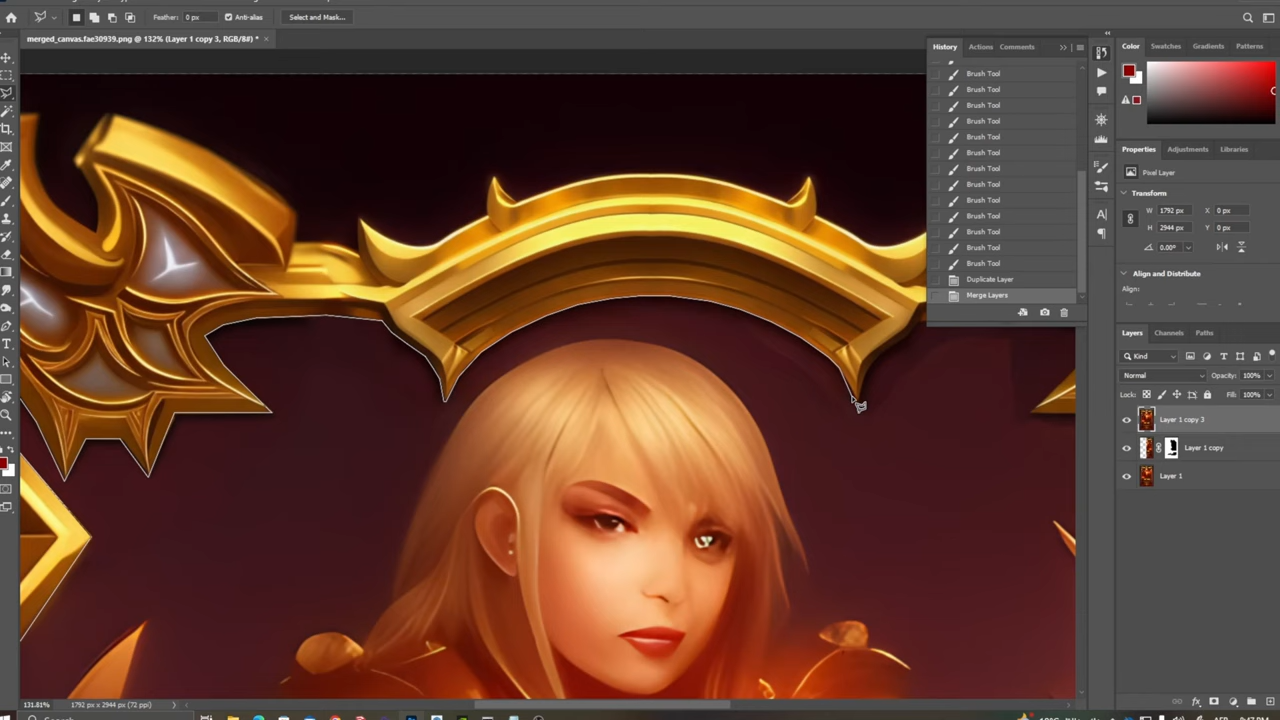 Feather: 0 px Anti-alias Select and Mask...
merged_canvas.fae30939.png @ 132% (Layer 1 copy 3, RGB/8#) * ×
History Actions Comments
Brush Tool
Brush Tool
Brush Tool
Brush Tool
Brush Tool
Brush Tool
Brush Tool
Brush Tool
Brush Tool
Brush Tool
Brush Tool
Brush Tool
Brush Tool
Duplicate Layer
Merge Layers
Color Swatches Gradients Patterns
Properties Adjustments Libraries
Pixel Layer
Transform
W 1792 px X 0 px
H 2944 px Y 0 px
0.00°
Align and Distribute
Align:
Layers Channels Paths
Kind
Normal Opacity: 100%
Lock: Fill: 100%
Layer 1 copy 3
Layer 1 copy
Layer 1
131.81% 1792 px x 2944 px (72 ppi)
Search